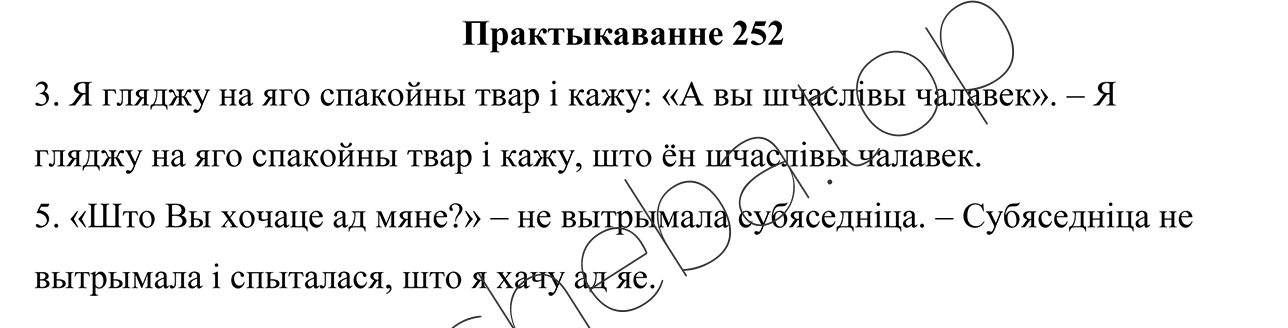 Практыкаванне 252
3. Я гляджу на яго спакойны твар і кажу: «А вы шчаслівы чалавек». – Я
гляджу на яго спакойны твар і кажу, што ён шчаслівы чалавек.
5. «Што Вы хочаце ад мяне?» – не вытрымала субяседніца. – Субяседніца не
вытрымала і спыталася, што я хачу ад яе.
heba.top